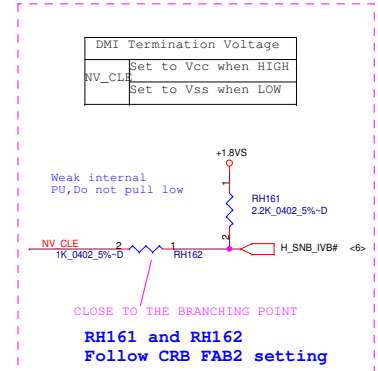 DMI Termination Voltage
NV_CLE
Set to Vcc when HIGH
Set to Vss when LOW
+1.8VS
Weak internal
PU,Do not pull low
1
RH161
2.2K_0402_5%~D
2
NV_CLE
2
1
H_SNB_IVB#
<6>
1K_0402_5%~D
RH162
CLOSE TO THE BRANCHING POINT
RH161 and RH162
Follow CRB FAB2 setting